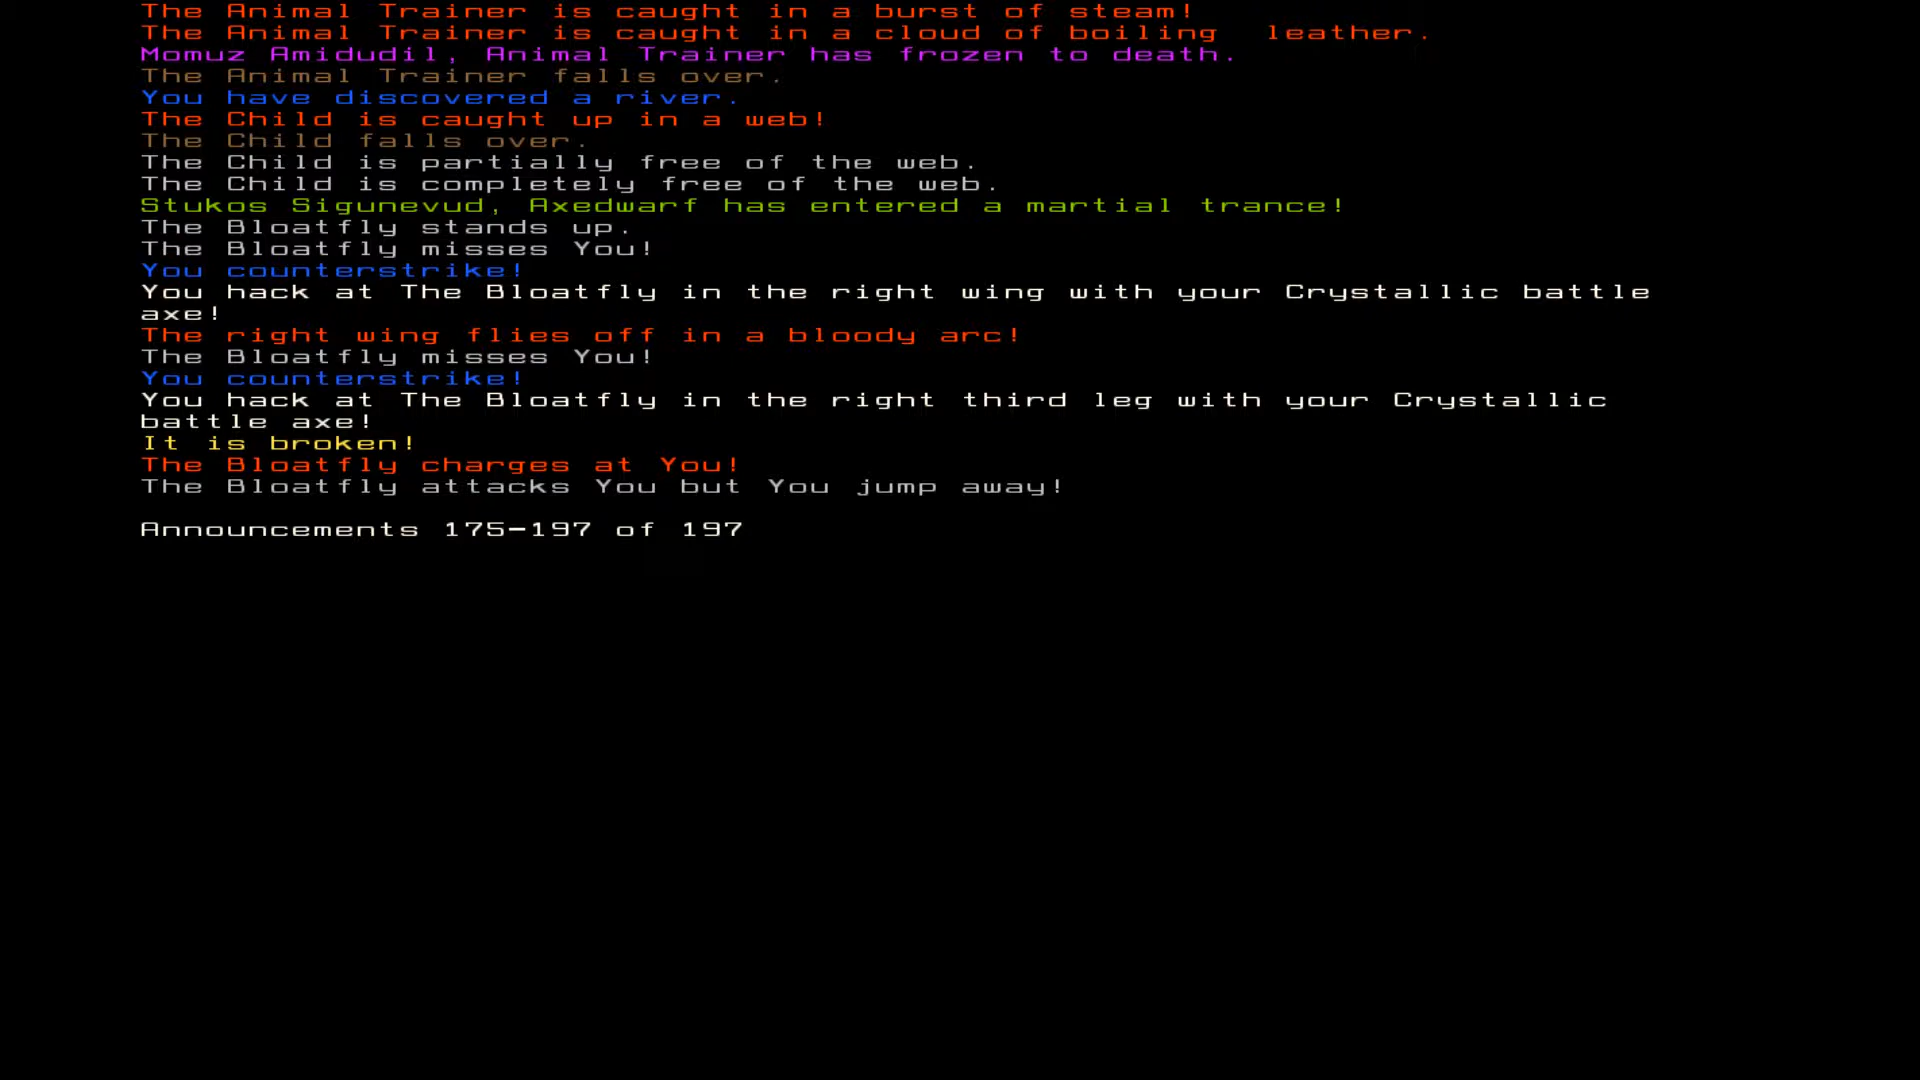 The Animal Trainer is caught in a burst of steam!
The Animal Trainer is caught in a cloud of boiling  leather.
Momuz Amidudil, Animal Trainer has frozen to death.
The Animal Trainer falls over.
You have discovered a river.
The Child is caught up in a web!
The Child falls over.
The Child is partially free of the web.
The Child is completely free of the web.
Stukos Sigunevud, Axedwarf has entered a martial trance!
The Bloatfly stands up.
The Bloatfly misses You!
You counterstrike!
You hack at The Bloatfly in the right wing with your Crystallic battle
axe!
The right wing flies off in a bloody arc!
The Bloatfly misses You!
You counterstrike!
You hack at The Bloatfly in the right third leg with your Crystallic
battle axe!
It is broken!
The Bloatfly charges at You!
The Bloatfly attacks You but You jump away!
Announcements 175-197 of 197